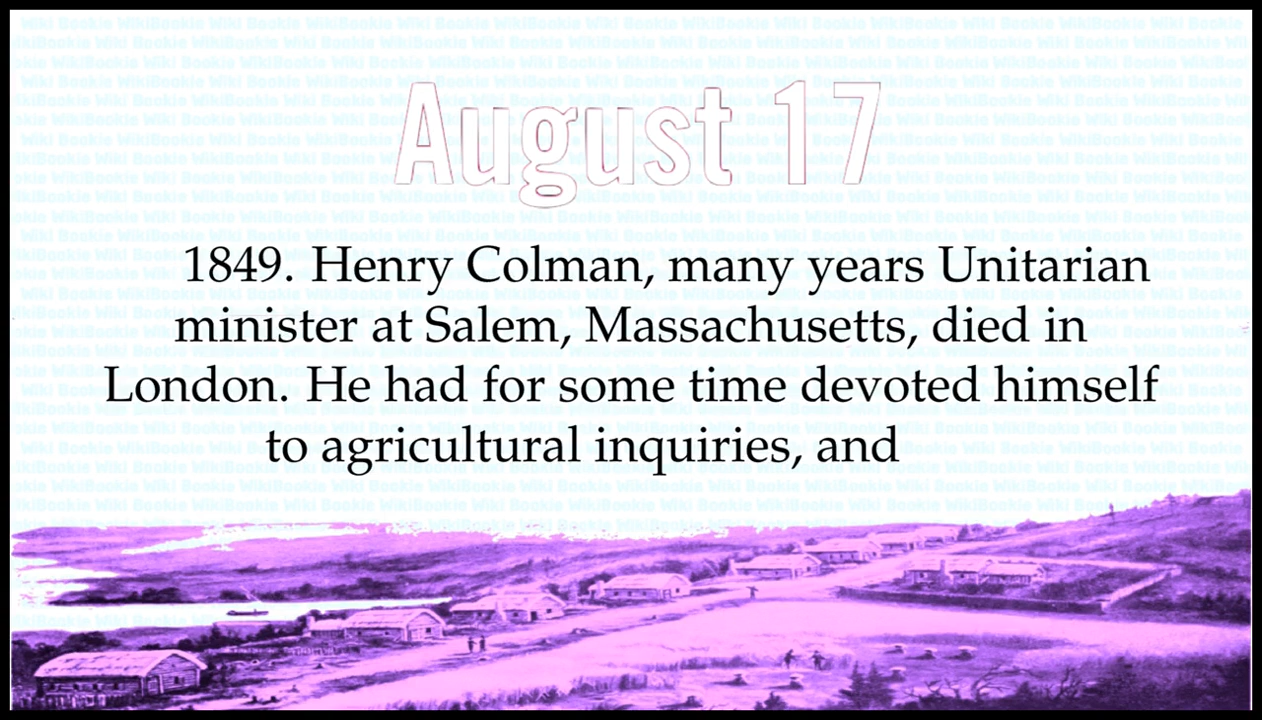 August 17
1849. Henry Colman, many years Unitarian
minister at Salem, Massachusetts, died in
London. He had for some time devoted himself
to agricultural inquiries, and